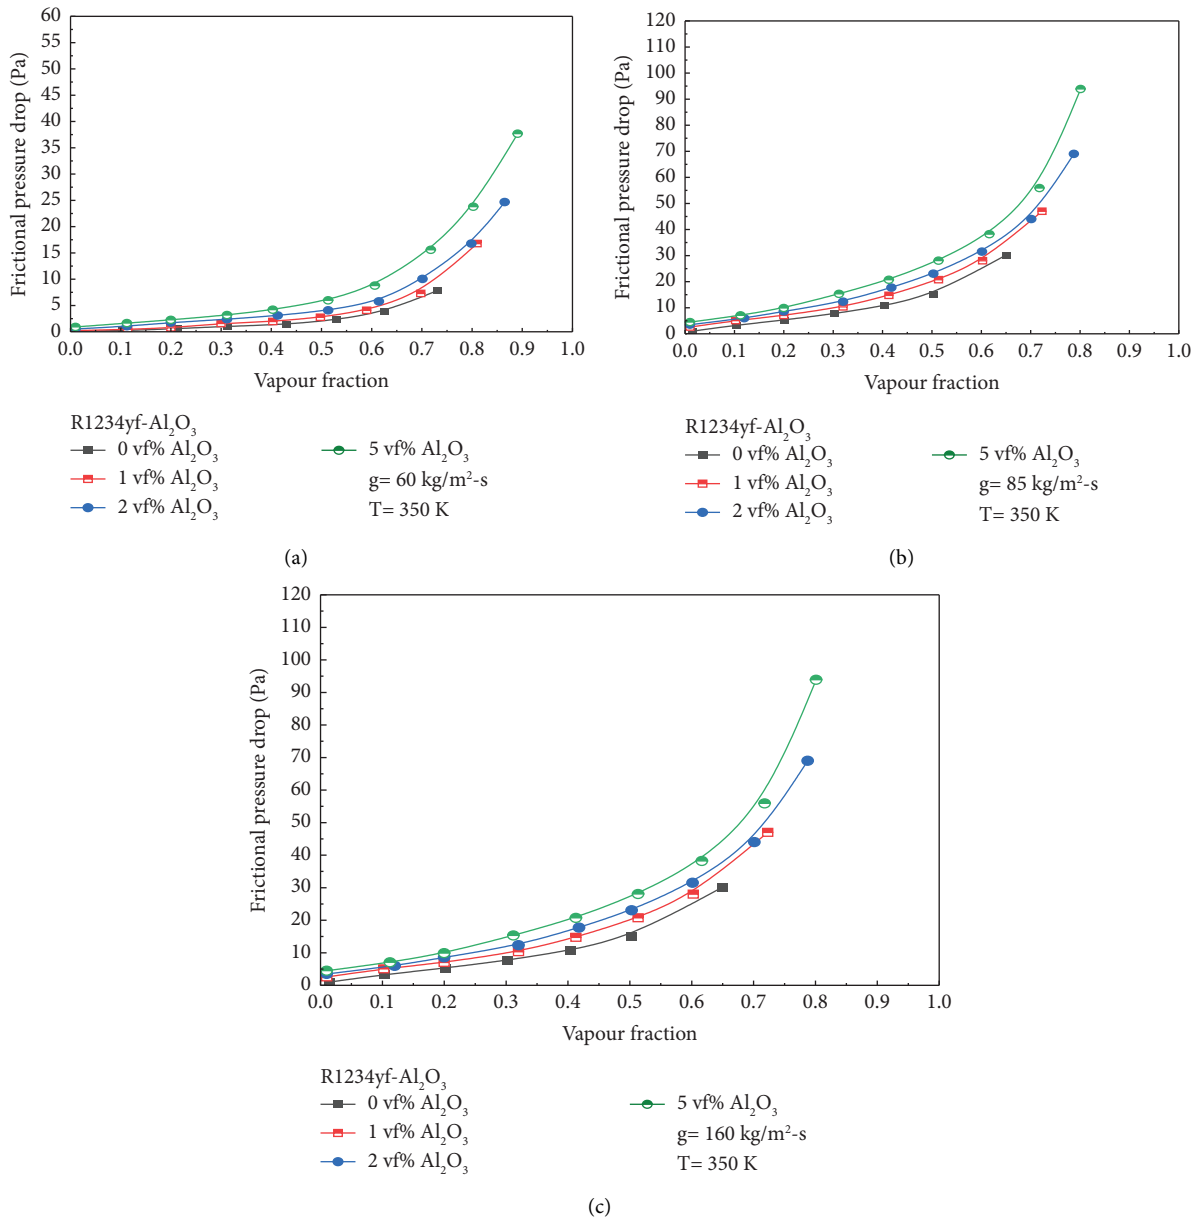 60
55
50
45
40
35
30
25
20
15
10
5
0
Frictional pressure drop (Pa)
0.0 0.1 0.2 0.3 0.4 0.5 0.6 0.7 0.8 0.9 1.0
Vapour fraction
R1234yf-Al₂O₃
0 vf% Al₂O₃
1 vf% Al₂O₃
2 vf% Al₂O₃
5 vf% Al₂O₃
g= 60 kg/m²-s
T= 350 K
(a)
120
110
100
90
80
70
60
50
40
30
20
10
0
Frictional pressure drop (Pa)
0.0 0.1 0.2 0.3 0.4 0.5 0.6 0.7 0.8 0.9 1.0
Vapour fraction
R1234yf-Al₂O₃
0 vf% Al₂O₃
1 vf% Al₂O₃
2 vf% Al₂O₃
5 vf% Al₂O₃
g= 85 kg/m²-s
T= 350 K
(b)
120
110
100
90
80
70
60
50
40
30
20
10
0
Frictional pressure drop (Pa)
0.0 0.1 0.2 0.3 0.4 0.5 0.6 0.7 0.8 0.9 1.0
Vapour fraction
R1234yf-Al₂O₃
0 vf% Al₂O₃
1 vf% Al₂O₃
2 vf% Al₂O₃
5 vf% Al₂O₃
g= 160 kg/m²-s
T= 350 K
(c)